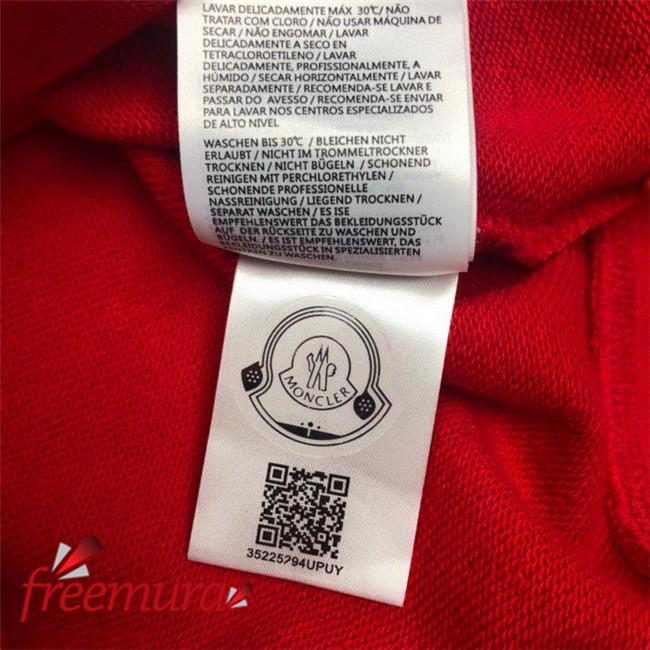 LAVAR DELICADAMENTE MÁX 30℃/NÃO
TRATAR COM CLORO / NÃO USAR MÁQUINA DE
SECAR / NÃO ENGOMAR / LAVAR
DELICADAMENTE A SECO EN
TETRACLOROETILENO / LAVAR
DELICADAMENTE, PROFISSIONALMENTE, A
HÚMIDO / SECAR HORIZONTALMENTE / LAVAR
SEPARADAMENTE / RECOMENDA-SE LAVAR E
PASSAR DO AVESSO / RECOMENDA-SE ENVIAR
PARA LAVAR NOS CENTROS ESPECIALIZADOS
DE ALTO NIVEL
WASCHEN BIS 30℃ / BLEICHEN NICHT
ERLAUBT / NICHT IM TROMMELTROCKNER
TROCKNEN / NICHT BÜGELN / SCHONEND
REINIGEN MIT PERCHLORETHYLEN /
SCHONENDE PROFESSIONELLE
NASSREINIGUNG / LIEGEND TROCKNEN /
SEPARAT WASCHEN / ES ISE
EMPFEHLENSWERT DAS BEKLEIDUNGSSTÜCK
AUF DER RÜCKSEITE ZU WASCHEN UND
BÜGELN. / ES IST EMPFEHLENSWERT, DAS
BEKLEIDUNGSSTÜCK IN SPEZIALISIERTEN
ZU WASCHEN.
MONCLER
35225294UPUY
freemura